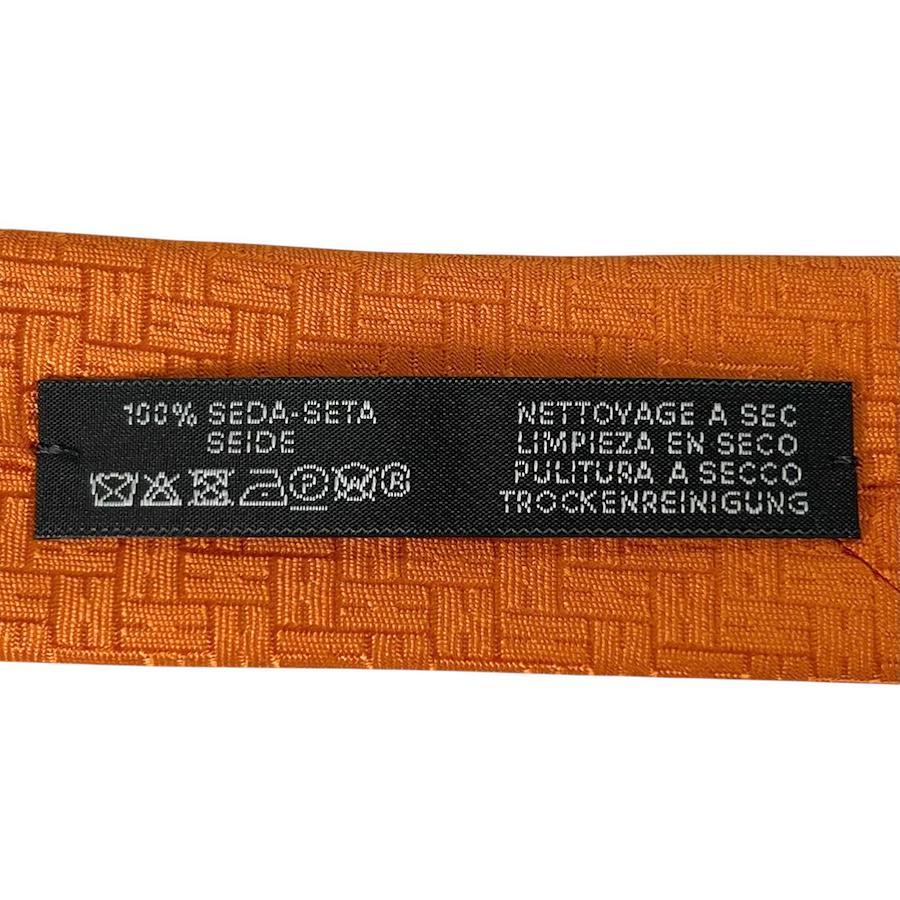 100% SEDA-SETA
SEIDE
P W R
NETTOYAGE A SEC
LIMPIEZA EN SECO
PULITURA A SECCO
TROCKENREINIGUNG